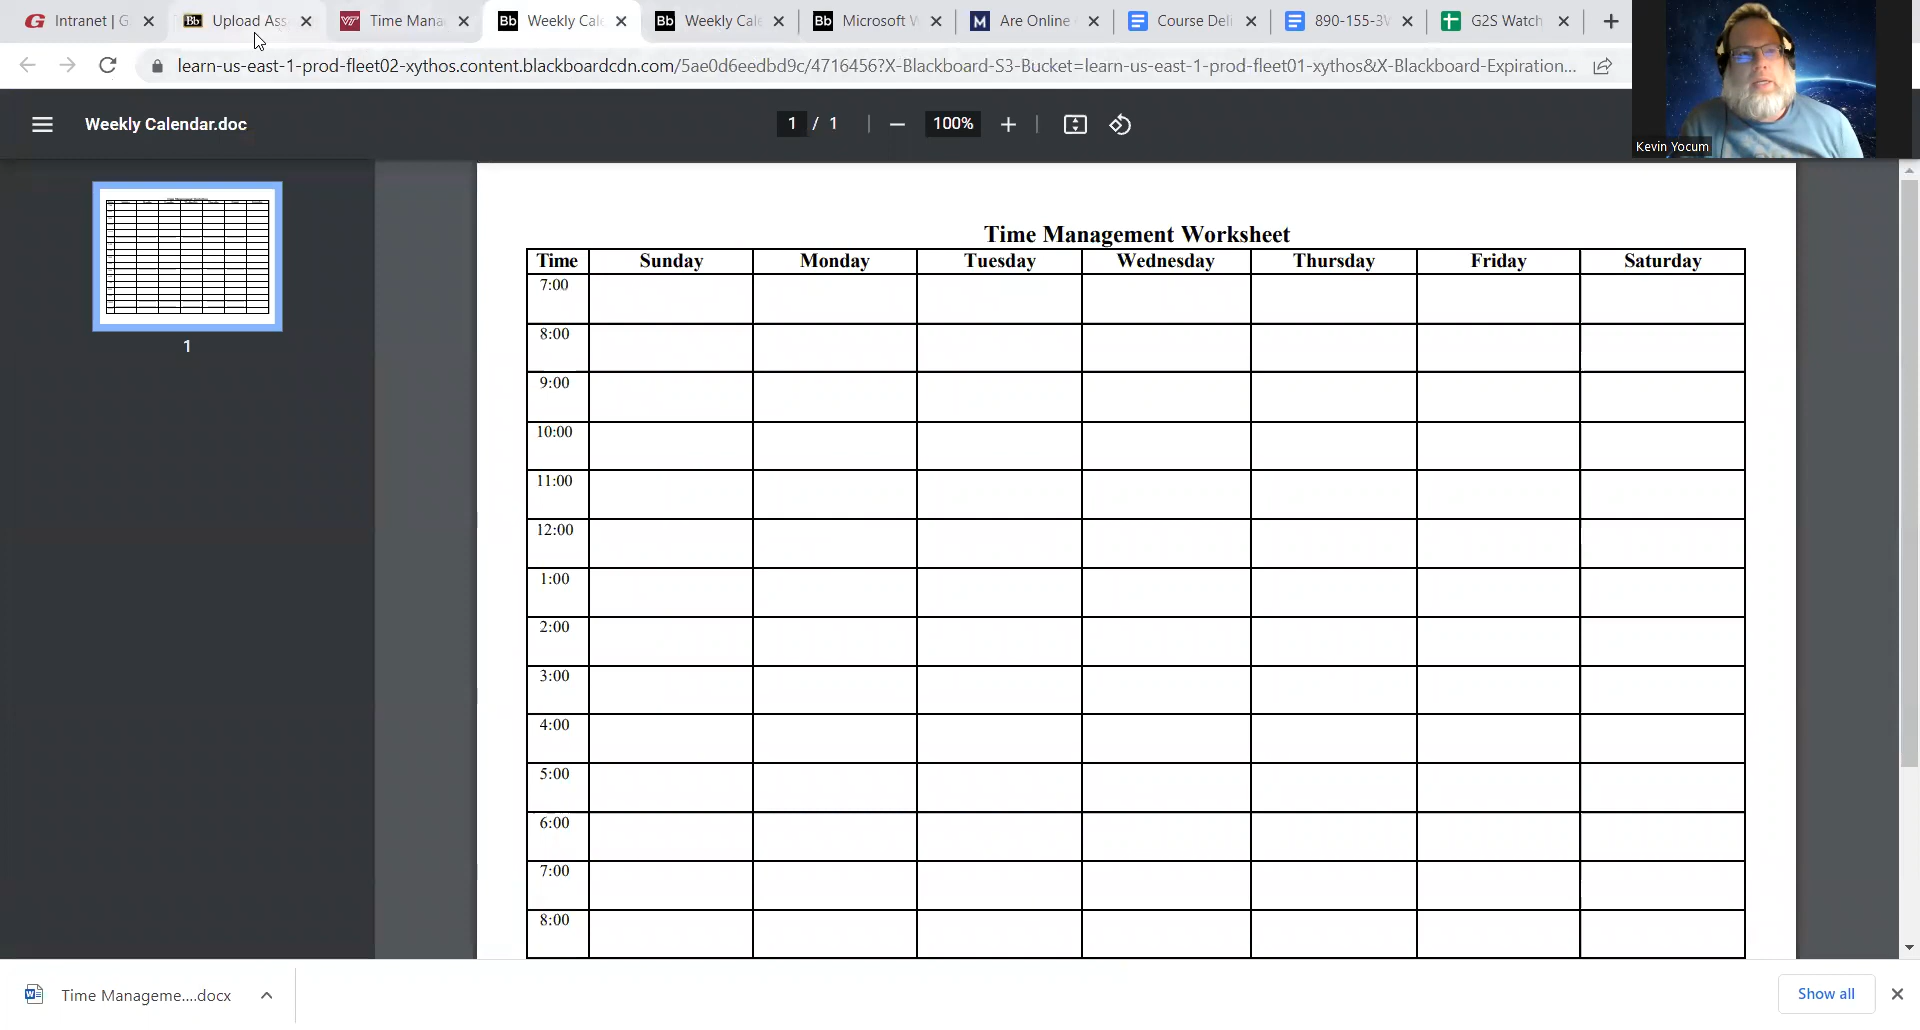 Intranet | G
Upload Ass
Time Mana
Weekly Cal
Weekly Cal
Microsoft W
Are Online
Course Deli
890-155-3V
G2S Watch
learn-us-east-1-prod-fleet02-xythos.content.blackboardcdn.com/5ae0d6eedbd9c/4716456?X-Blackboard-S3-Bucket=learn-us-east-1-prod-fleet01-xythos&X-Blackboard-Expiration...
Kevin Yocum
Weekly Calendar.doc
1 / 1
100%
1
Time Management Worksheet
Time Sunday Monday Tuesday Wednesday Thursday Friday Saturday
7:00
8:00
9:00
10:00
11:00
12:00
1:00
2:00
3:00
4:00
5:00
6:00
7:00
8:00
Time Manageme....docx
Show all